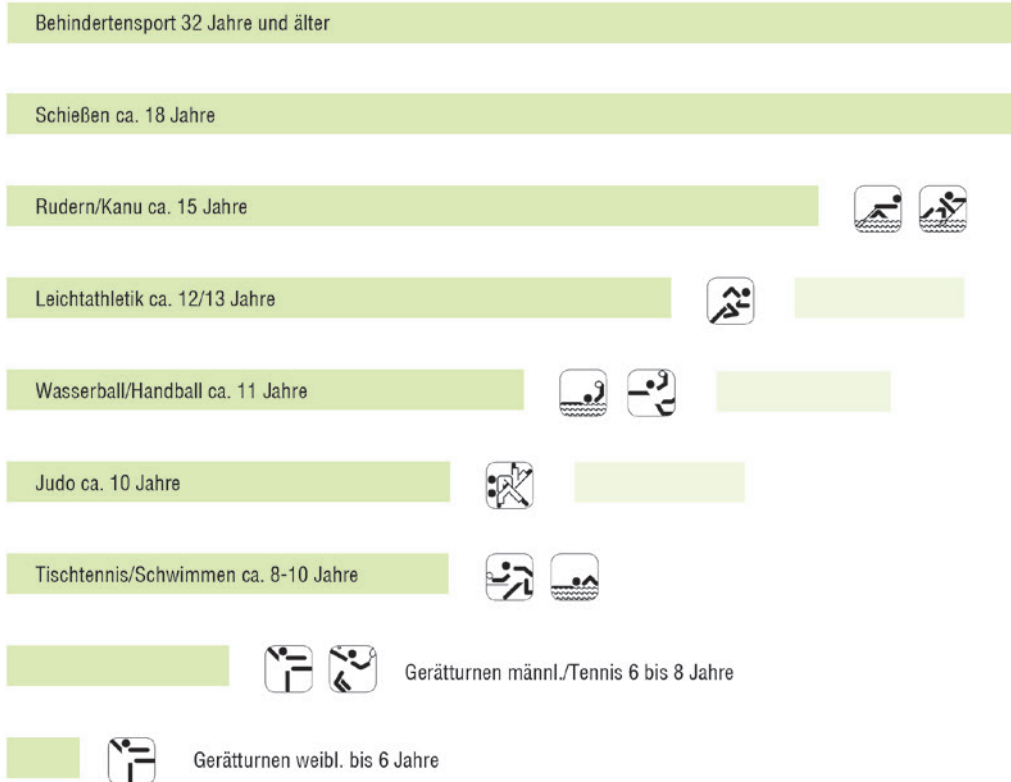 Behindertensport 32 Jahre und älter
Schießen ca. 18 Jahre
Rudern/Kanu ca. 15 Jahre
Leichtathletik ca. 12/13 Jahre
Wasserball/Handball ca. 11 Jahre
Judo ca. 10 Jahre
Tischtennis/Schwimmen ca. 8-10 Jahre
Gerätturnen männl./Tennis 6 bis 8 Jahre
Gerätturnen weibl. bis 6 Jahre